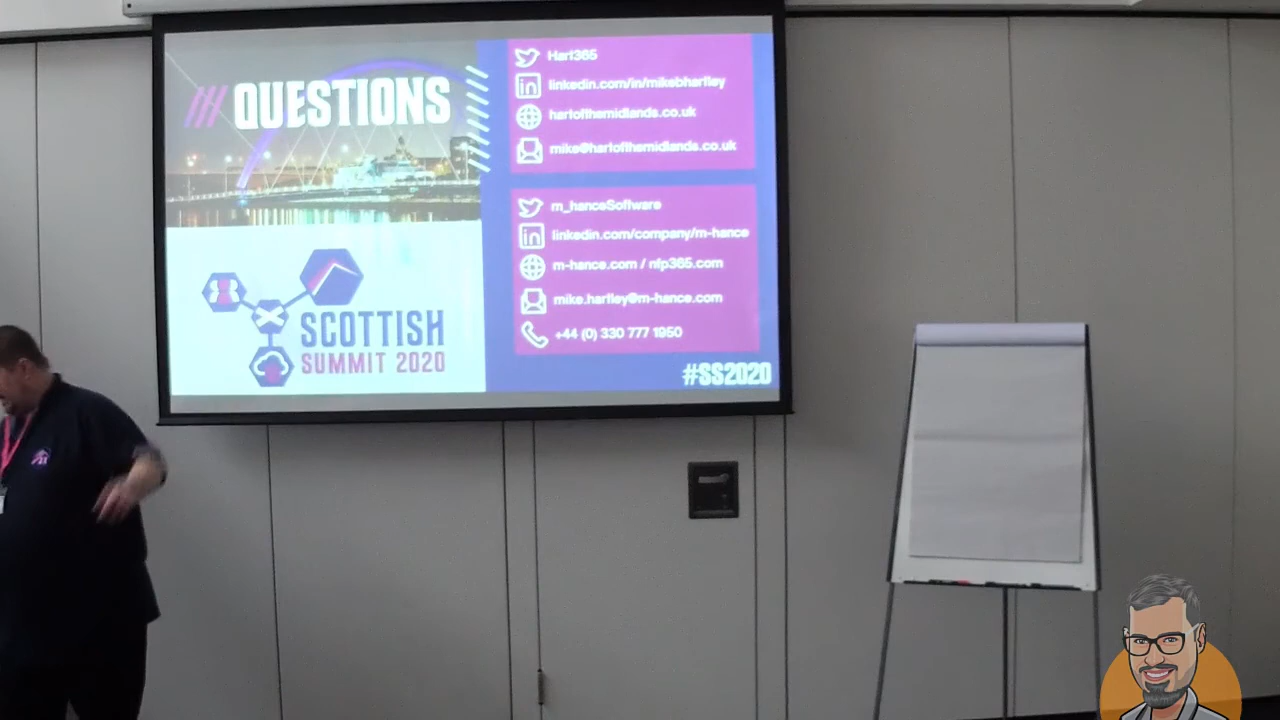 /// QUESTIONS
SCOTTISH
SUMMIT 2020
Hart365
linkedin.com/in/mikebhartley
hartofthemidlands.co.uk
mike@hartofthemidlands.co.uk
m_hanceSoftware
linkedin.com/company/m-hance
m-hance.com / nfp365.com
mike.hartley@m-hance.com
+44 (0) 330 777 1950
#SS2020